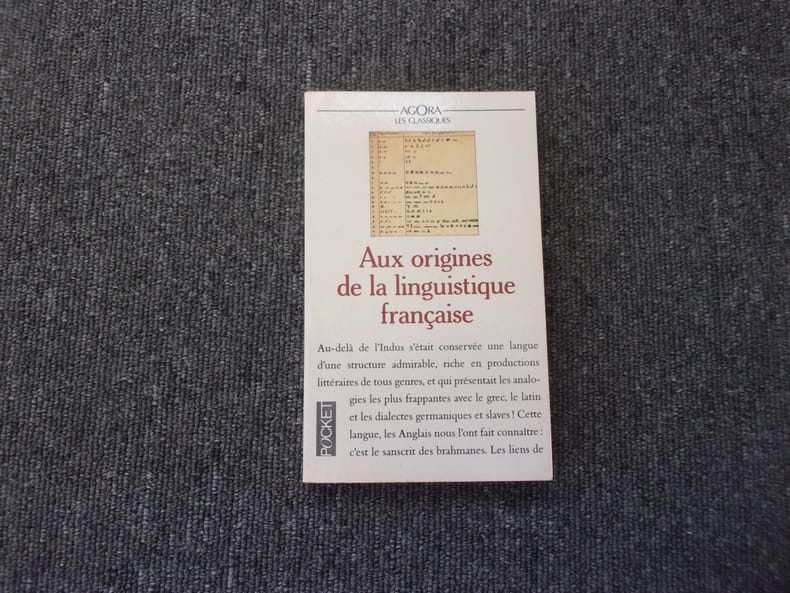 AGORA
LES CLASSIQUES
Aux origines
de la linguistique
française
Au-delà de l'Indus s'était conservée une langue
d'une structure admirable, riche en productions
littéraires de tous genres, et qui présentait les analo-
gies les plus frappantes avec le grec, le latin
et les dialectes germaniques et slaves ! Cette
langue, les Anglais nous l'ont fait connaître :
c'est le sanscrit des brahmanes. Les liens de
POCKET